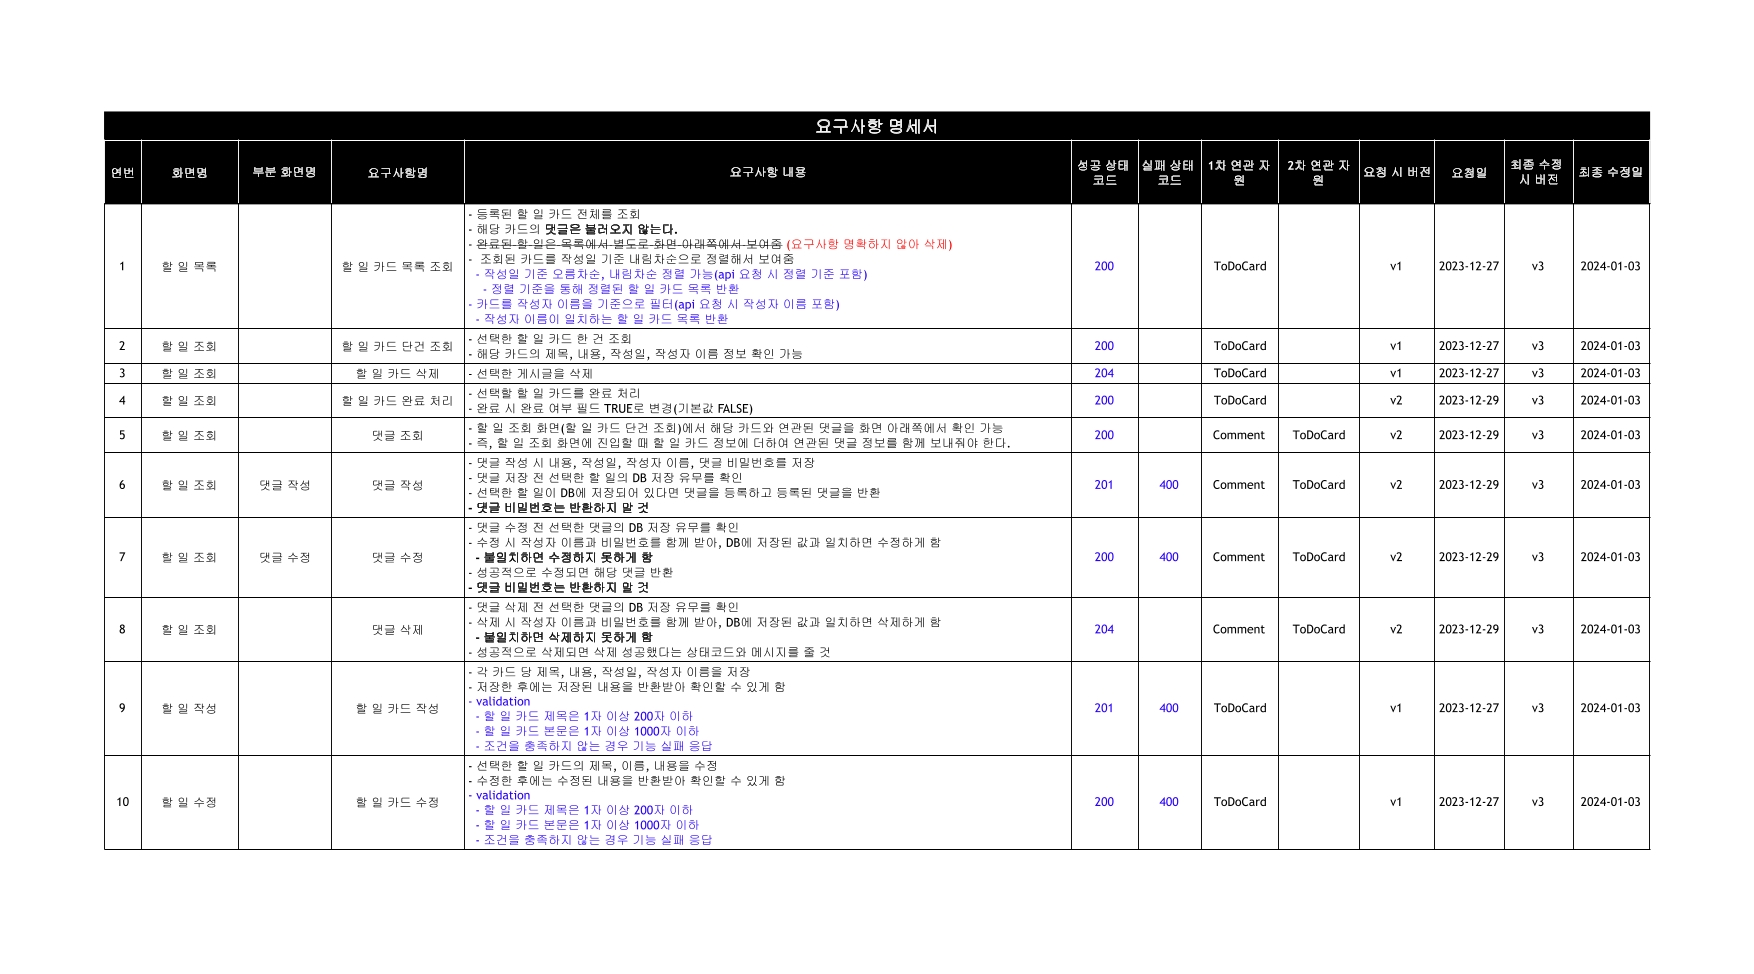 요구사항 명세서
연번 화면명 부분 화면명 요구사항명 요구사항 내용 성공 상태 코드 실패 상태 코드 1차 연관 자원 2차 연관 자원 요청 시 버전 요청일 최종 수정 시 버전 최종 수정일
1 할 일 목록 할 일 카드 목록 조회
- 등록된 할 일 카드 전체를 조회
- 해당 카드의 댓글은 불러오지 않는다.
- 완료된 할 일은 목록에서 별도로 화면 아래쪽에서 보여줌 (요구사항 명확하지 않아 삭제)
- 조회된 카드를 작성일 기준 내림차순으로 정렬해서 보여줌
- 작성일 기준 오름차순, 내림차순 정렬 가능(api 요청 시 정렬 기준 포함)
- 정렬 기준을 통해 정렬된 할 일 카드 목록 반환
- 카드를 작성자 이름을 기준으로 필터(api 요청 시 작성자 이름 포함)
- 작성자 이름이 일치하는 할 일 카드 목록 반환
200 ToDoCard v1 2023-12-27 v3 2024-01-03
2 할 일 조회 할 일 카드 단건 조회
- 선택한 할 일 카드 한 건 조회
- 해당 카드의 제목, 내용, 작성일, 작성자 이름 정보 확인 가능
200 ToDoCard v1 2023-12-27 v3 2024-01-03
3 할 일 조회 할 일 카드 삭제 - 선택한 게시글을 삭제 204 ToDoCard v1 2023-12-27 v3 2024-01-03
4 할 일 조회 할 일 카드 완료 처리
- 선택할 할 일 카드를 완료 처리
- 완료 시 완료 여부 필드 TRUE로 변경(기본값 FALSE)
200 ToDoCard v2 2023-12-29 v3 2024-01-03
5 할 일 조회 댓글 조회
- 할 일 조회 화면(할 일 카드 단건 조회)에서 해당 카드와 연관된 댓글을 화면 아래쪽에서 확인 가능
- 즉, 할 일 조회 화면에 진입할 때 할 일 카드 정보에 더하여 연관된 댓글 정보를 함께 보내줘야 한다.
200 Comment ToDoCard v2 2023-12-29 v3 2024-01-03
6 할 일 조회 댓글 작성 댓글 작성
- 댓글 작성 시 내용, 작성일, 작성자 이름, 댓글 비밀번호를 저장
- 댓글 저장 전 선택한 할 일의 DB 저장 유무를 확인
- 선택한 할 일이 DB에 저장되어 있다면 댓글을 등록하고 등록된 댓글을 반환
- 댓글 비밀번호는 반환하지 말 것
201 400 Comment ToDoCard v2 2023-12-29 v3 2024-01-03
7 할 일 조회 댓글 수정 댓글 수정
- 댓글 수정 전 선택한 댓글의 DB 저장 유무를 확인
- 수정 시 작성자 이름과 비밀번호를 함께 받아, DB에 저장된 값과 일치하면 수정하게 함
- 불일치하면 수정하지 못하게 함
- 성공적으로 수정되면 해당 댓글 반환
- 댓글 비밀번호는 반환하지 말 것
200 400 Comment ToDoCard v2 2023-12-29 v3 2024-01-03
8 할 일 조회 댓글 삭제
- 댓글 삭제 전 선택한 댓글의 DB 저장 유무를 확인
- 삭제 시 작성자 이름과 비밀번호를 함께 받아, DB에 저장된 값과 일치하면 삭제하게 함
- 불일치하면 삭제하지 못하게 함
- 성공적으로 삭제되면 삭제 성공했다는 상태코드와 메시지를 줄 것
204 Comment ToDoCard v2 2023-12-29 v3 2024-01-03
9 할 일 작성 할 일 카드 작성
- 각 카드 당 제목, 내용, 작성일, 작성자 이름을 저장
- 저장한 후에는 저장된 내용을 반환받아 확인할 수 있게 함
- validation
- 할 일 카드 제목은 1자 이상 200자 이하
- 할 일 카드 본문은 1자 이상 1000자 이하
- 조건을 충족하지 않는 경우 기능 실패 응답
201 400 ToDoCard v1 2023-12-27 v3 2024-01-03
10 할 일 수정 할 일 카드 수정
- 선택한 할 일 카드의 제목, 이름, 내용을 수정
- 수정한 후에는 수정된 내용을 반환받아 확인할 수 있게 함
- validation
- 할 일 카드 제목은 1자 이상 200자 이하
- 할 일 카드 본문은 1자 이상 1000자 이하
- 조건을 충족하지 않는 경우 기능 실패 응답
200 400 ToDoCard v1 2023-12-27 v3 2024-01-03